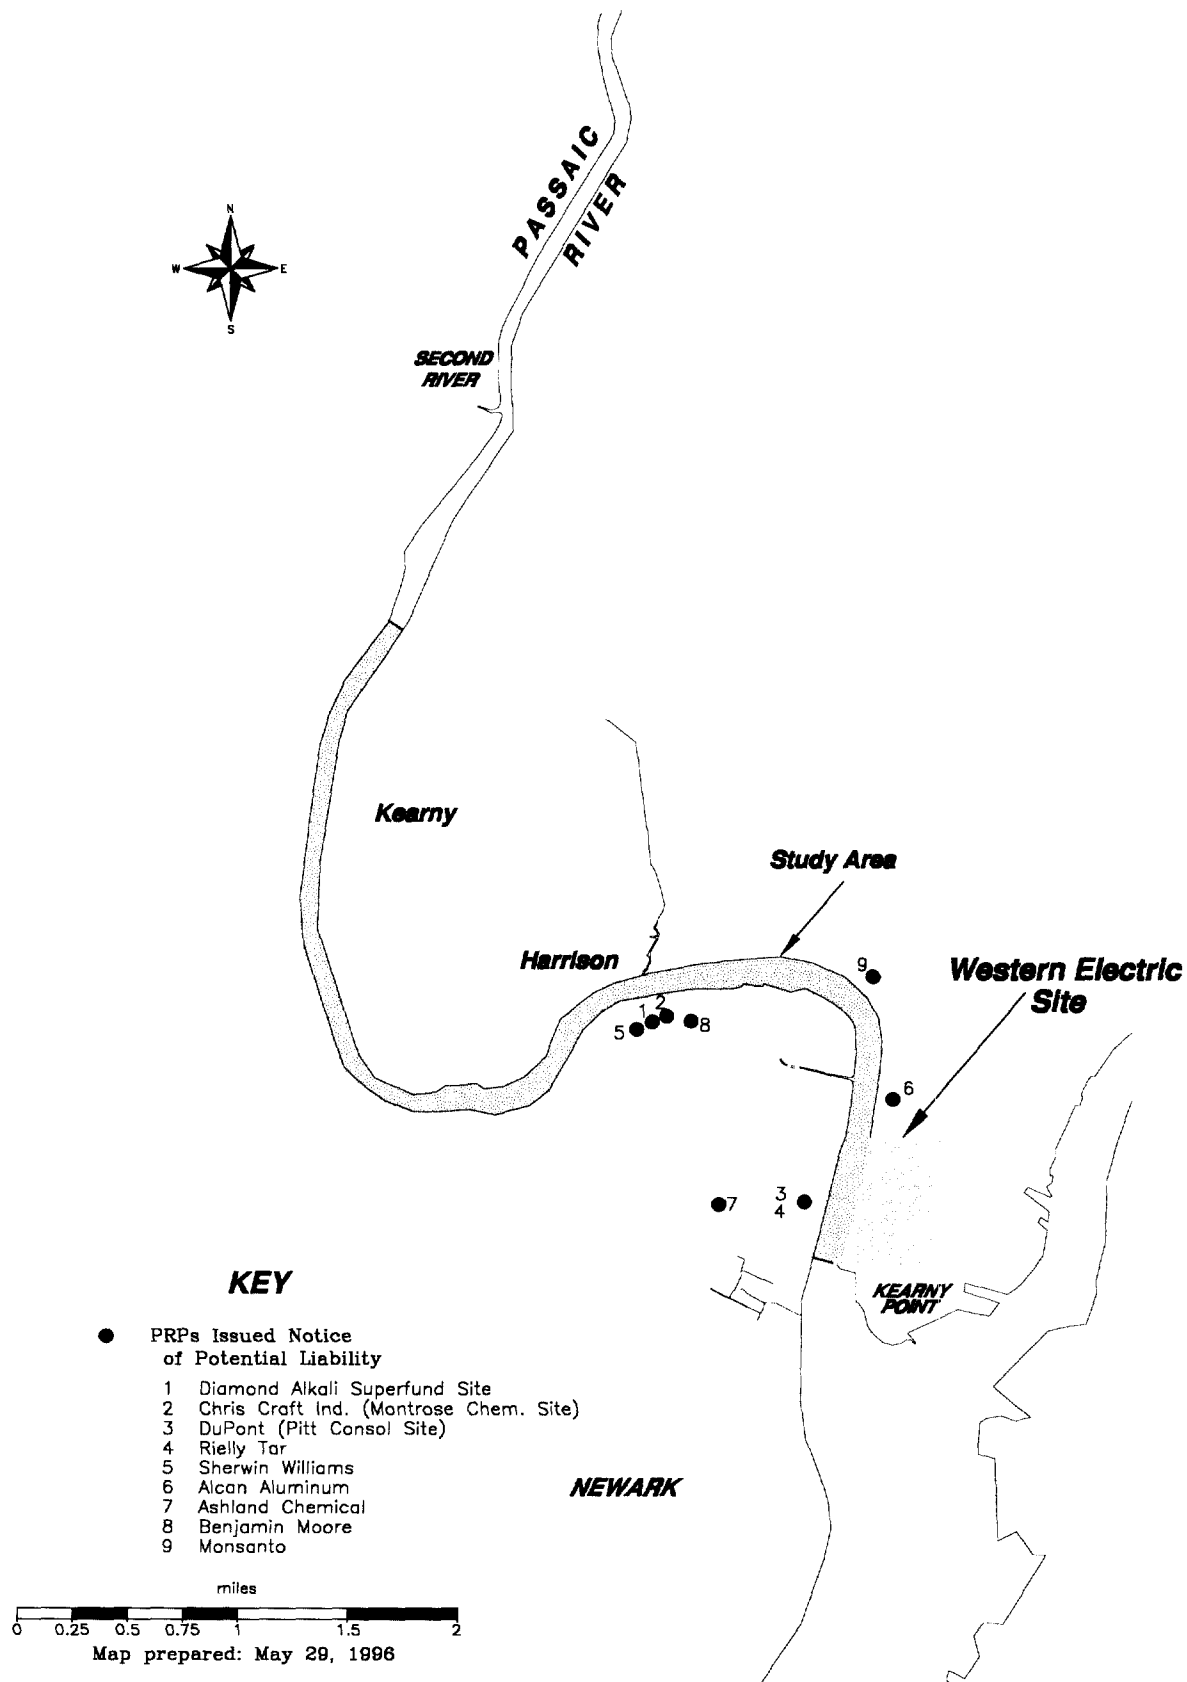 PASSAIC
RIVER
N
W
E
S
SECOND
RIVER
Kearny
Study Area
Harrison
9
Western Electric
Site
2
1
5
8
6
3
4
7
KEARNY
POINT
KEY
PRPs Issued Notice
of Potential Liability
1 Diamond Alkali Superfund Site
2 Chris Craft Ind. (Montrose Chem. Site)
3 DuPont (Pitt Consol Site)
4 Rielly Tar
5 Sherwin Williams
6 Alcan Aluminum
7 Ashland Chemical
8 Benjamin Moore
9 Monsanto
NEWARK
miles
0 0.25 0.5 0.75 1 1.5 2
Map prepared: May 29, 1996